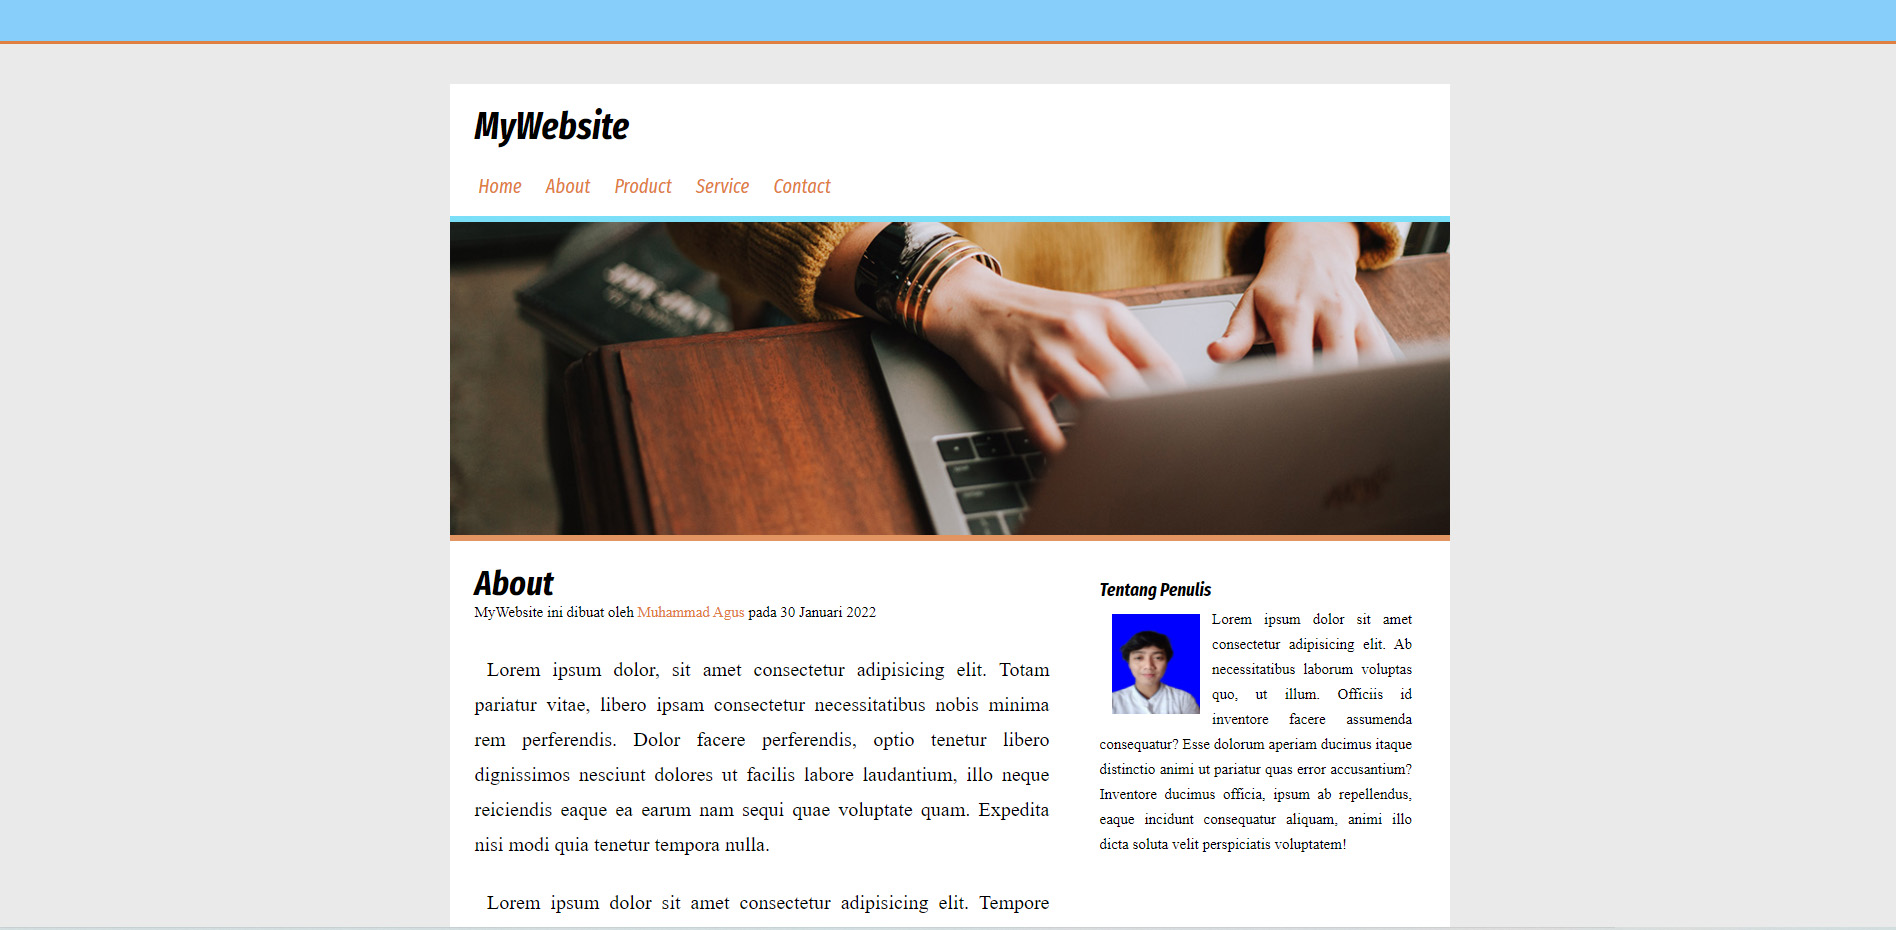 MyWebsite
Home About Product Service Contact
About
MyWebsite ini dibuat oleh Muhammad Agus pada 30 Januari 2022
Lorem ipsum dolor, sit amet consectetur adipisicing elit. Totam
pariatur vitae, libero ipsam consectetur necessitatibus nobis minima
rem perferendis. Dolor facere perferendis, optio tenetur libero
dignissimos nesciunt dolores ut facilis labore laudantium, illo neque
reiciendis eaque ea earum nam sequi quae voluptate quam. Expedita
nisi modi quia tenetur tempora nulla.
Lorem ipsum dolor sit amet consectetur adipisicing elit. Tempore
Tentang Penulis
Lorem ipsum dolor sit amet
consectetur adipisicing elit. Ab
necessitatibus laborum voluptas
quo, ut illum. Officiis id
inventore facere assumenda
consequatur? Esse dolorum aperiam ducimus itaque
distinctio animi ut pariatur quas error accusantium?
Inventore ducimus officia, ipsum ab repellendus,
eaque incidunt consequatur aliquam, animi illo
dicta soluta velit perspiciatis voluptatem!